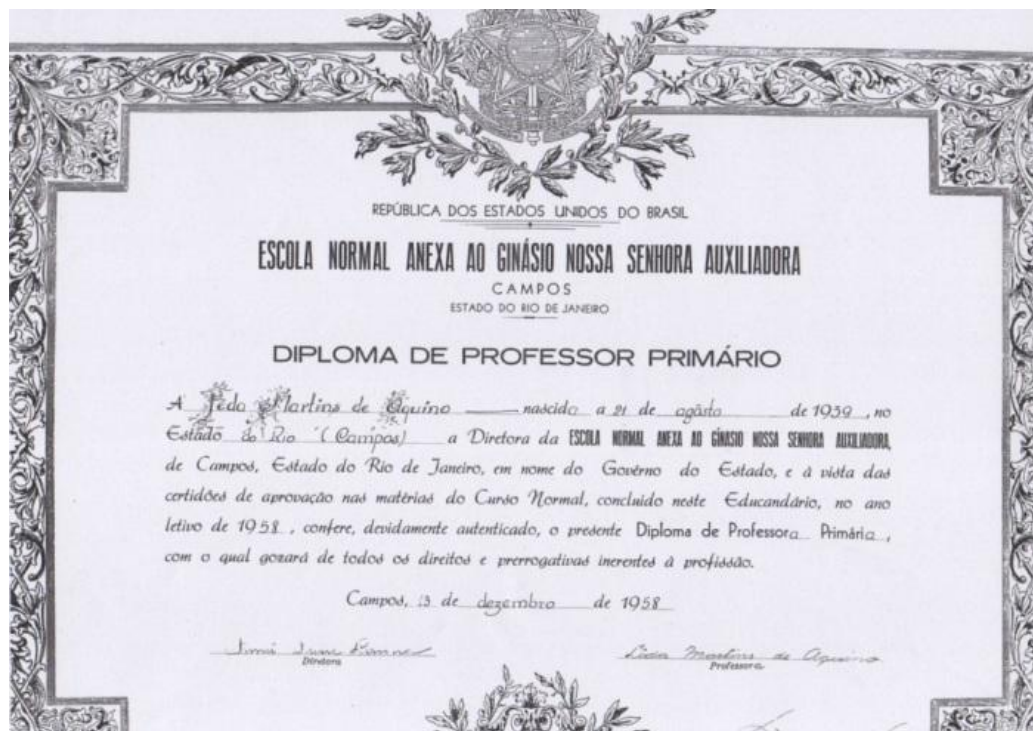 REPÚBLICA DOS ESTADOS UNIDOS DO BRASIL
ESCOLA NORMAL ANEXA AO GINÁSIO NOSSA SENHORA AUXILIADORA
CAMPOS
ESTADO DO RIO DE JANEIRO
DIPLOMA DE PROFESSOR PRIMÁRIO
A Martins de Aquino nascida a 21 de agôsto de 1939, no
Estado do Rio (Campos) a Diretora da ESCOLA NORMAL ANEXA AO GINÁSIO NOSSA SENHORA AUXILIADORA,
de Campos, Estado do Rio de Janeiro, em nome do Govêrno do Estado, e à vista das
certidões de aprovação nas matérias do Curso Normal, concluido neste Educandário, no ano
letivo de 1958, confere, devidamente autenticado, o presente Diploma de Professora Primária,
com o qual gozará de todos os direitos e prerrogativas inerentes à profissão.
Campos, 13 de dezembro de 1958
Martins de Aquino
Diretora
Professora